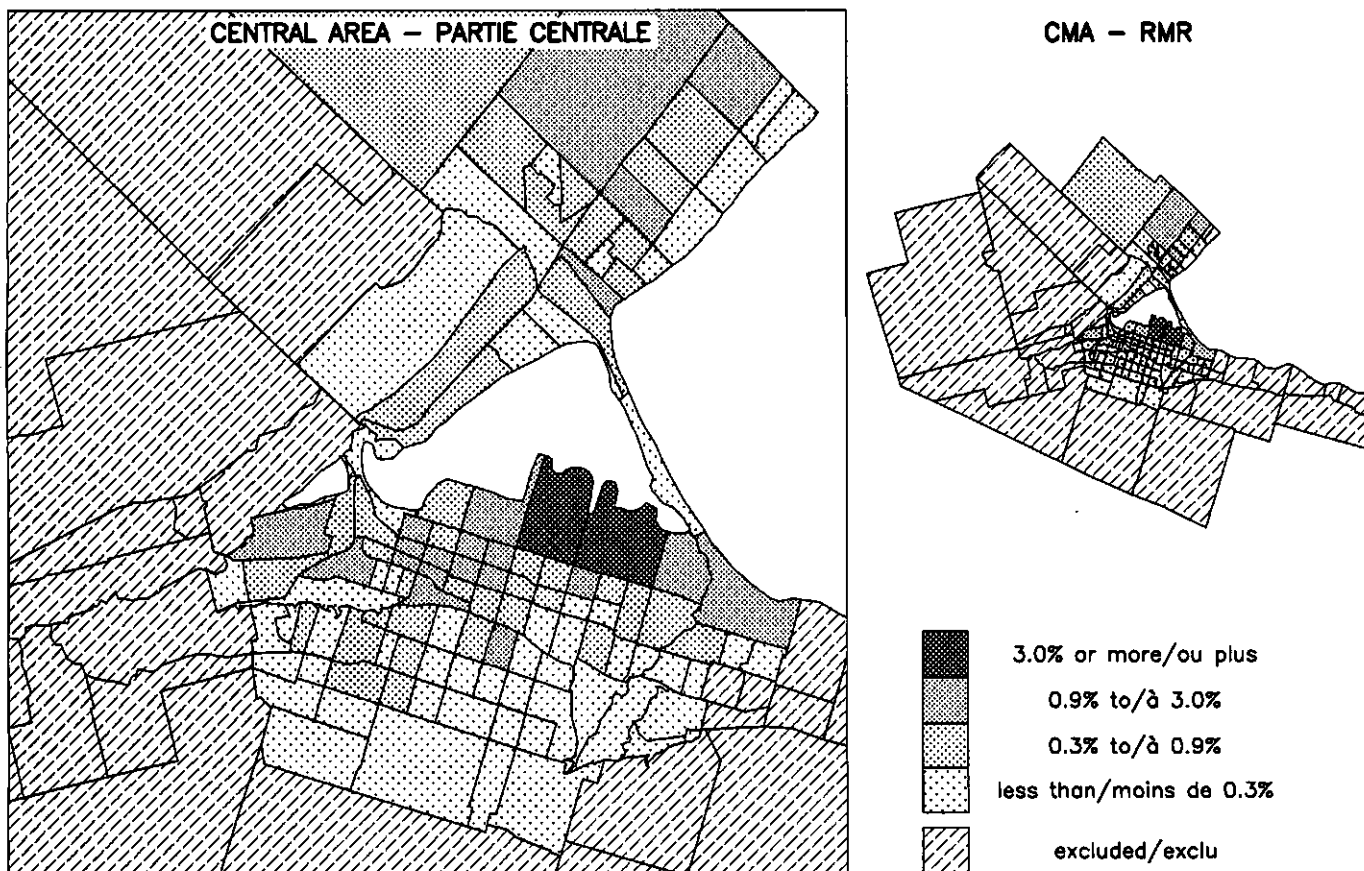 CENTRAL AREA – PARTIE CENTRALE
CMA – RMR
3.0% or more/ou plus
0.9% to/à 3.0%
0.3% to/à 0.9%
less than/moins de 0.3%
excluded/exclu